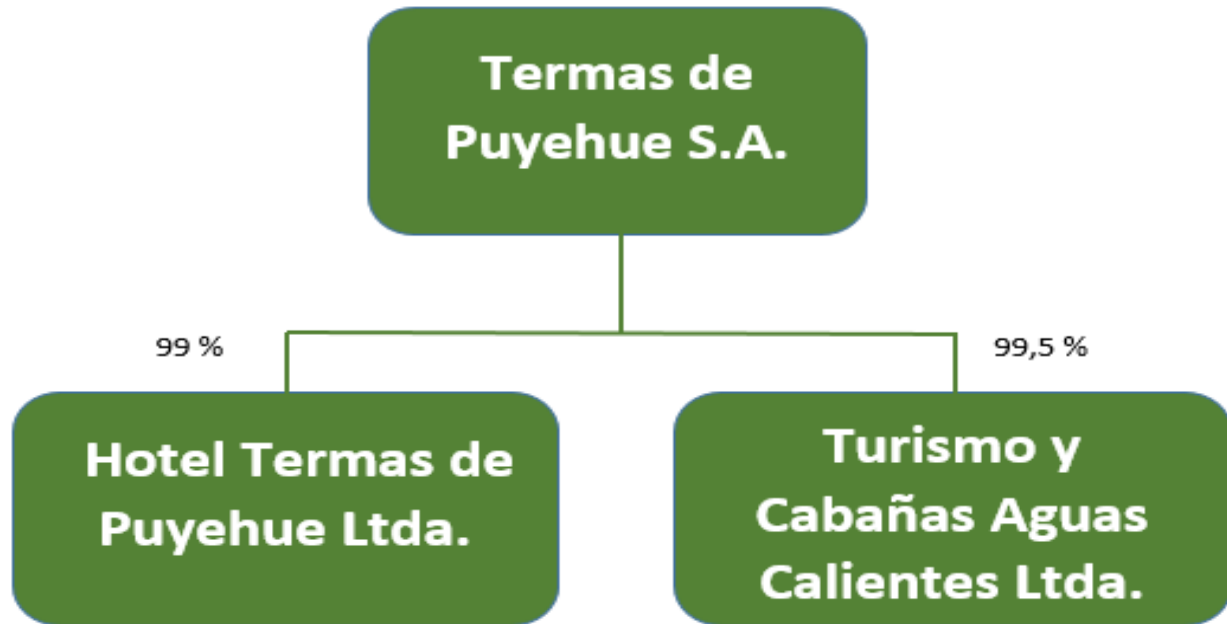 Termas de
Puyehue S.A.
99 %
99,5 %
Hotel Termas de
Puyehue Ltda.
Turismo y
Cabañas Aguas
Calientes Ltda.